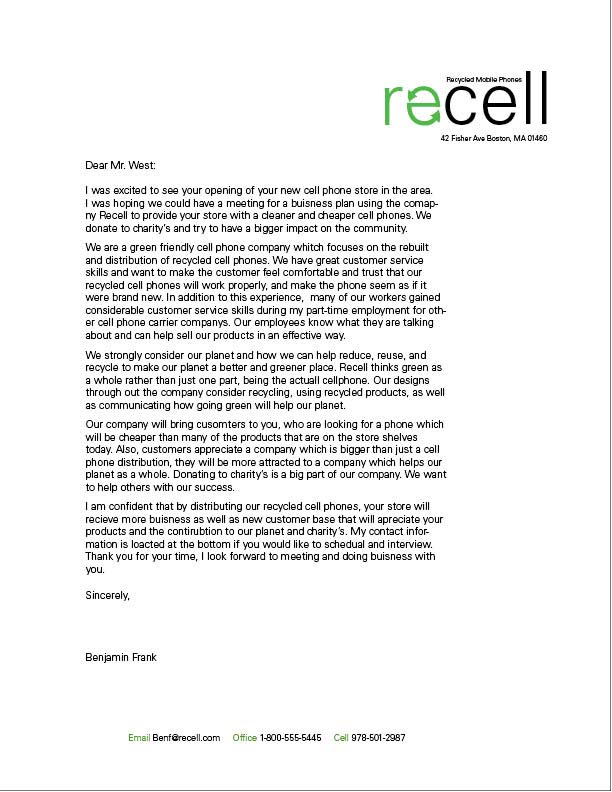 Recycled Mobile Phones
recell
42 Fisher Ave Boston, MA 01460
Dear Mr. West:
I was excited to see your opening of your new cell phone store in the area.
I was hoping we could have a meeting for a buisness plan using the comap-
ny Recell to provide your store with a cleaner and cheaper cell phones. We
donate to charity's and try to have a bigger impact on the community.
We are a green friendly cell phone company whitch focuses on the rebuilt
and distribution of recycled cell phones. We have great customer service
skills and want to make the customer feel comfortable and trust that our
recycled cell phones will work properly, and make the phone seem as if it
were brand new. In addition to this experience,  many of our workers gained
considerable customer service skills during my part-time employment for oth-
er cell phone carrier companys. Our employees know what they are talking
about and can help sell our products in an effective way.
We strongly consider our planet and how we can help reduce, reuse, and
recycle to make our planet a better and greener place. Recell thinks green as
a whole rather than just one part, being the actuall cellphone. Our designs
through out the company consider recycling, using recycled products, as well
as communicating how going green will help our planet.
Our company will bring cusomters to you, who are looking for a phone which
will be cheaper than many of the products that are on the store shelves
today. Also, customers appreciate a company which is bigger than just a cell
phone distribution, they will be more attracted to a company which helps our
planet as a whole. Donating to charity's is a big part of our company. We want
to help others with our success.
I am confident that by distributing our recycled cell phones, your store will
recieve more buisness as well as new customer base that will apreciate your
products and the contirubtion to our planet and charity's. My contact infor-
mation is loacted at the bottom if you would like to schedual and interview.
Thank you for your time, I look forward to meeting and doing buisness with
you.
Sincerely,
Benjamin Frank
Email Benf@recell.com Office 1-800-555-5445 Cell 978-501-2987